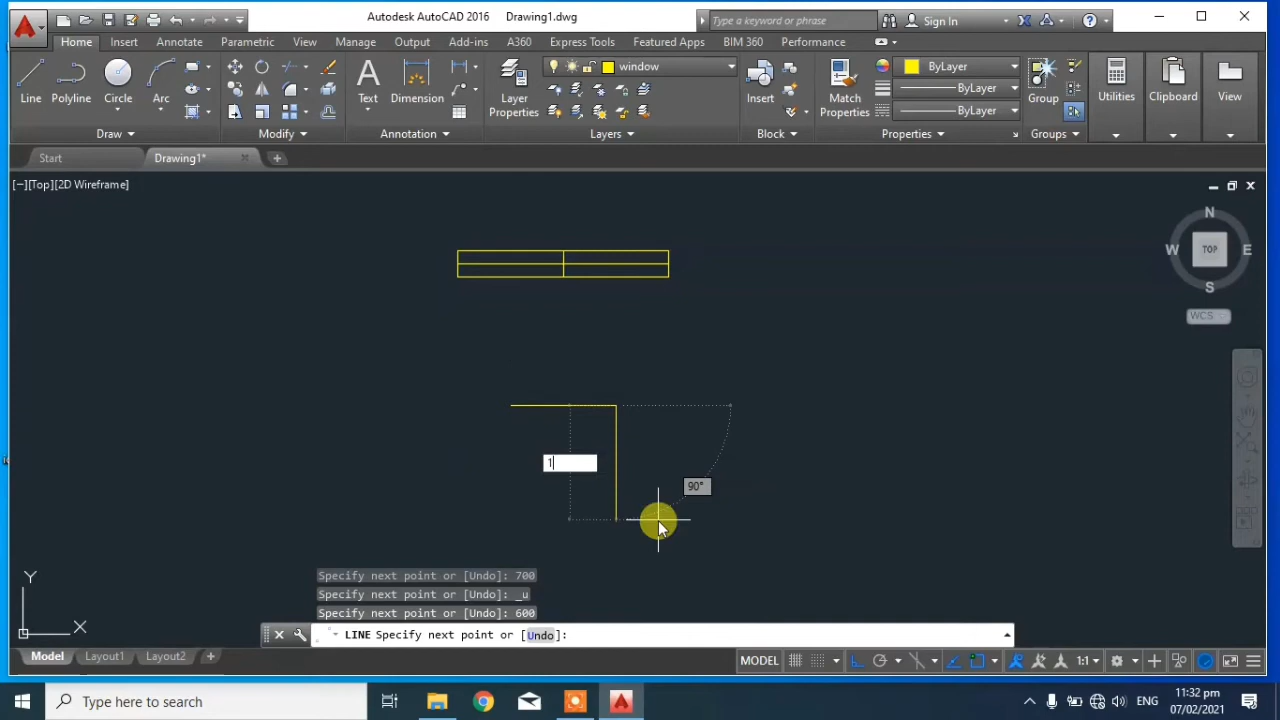 Autodesk AutoCAD 2016 Drawing1.dwg
Type a keyword or phrase
Sign In
Home Insert Annotate Parametric View Manage Output Add-ins A360 Express Tools Featured Apps BIM 360 Performance
window
ByLayer
ByLayer
ByLayer
Line Polyline Circle Arc
Text Dimension
Layer Properties
Insert
Match Properties
Group
Utilities
Clipboard
View
Draw Modify Annotation Layers Block Properties Groups
Start Drawing1*
[−][Top][2D Wireframe]
N
W TOP E
S
WCS
1
90°
Y
X
Specify next point or [Undo]: 700
Specify next point or [Undo]: _u
Specify next point or [Undo]: 600
LINE Specify next point or [Undo]:
Model Layout1 Layout2
MODEL 1:1
Type here to search
ENG
11:32 pm
07/02/2021